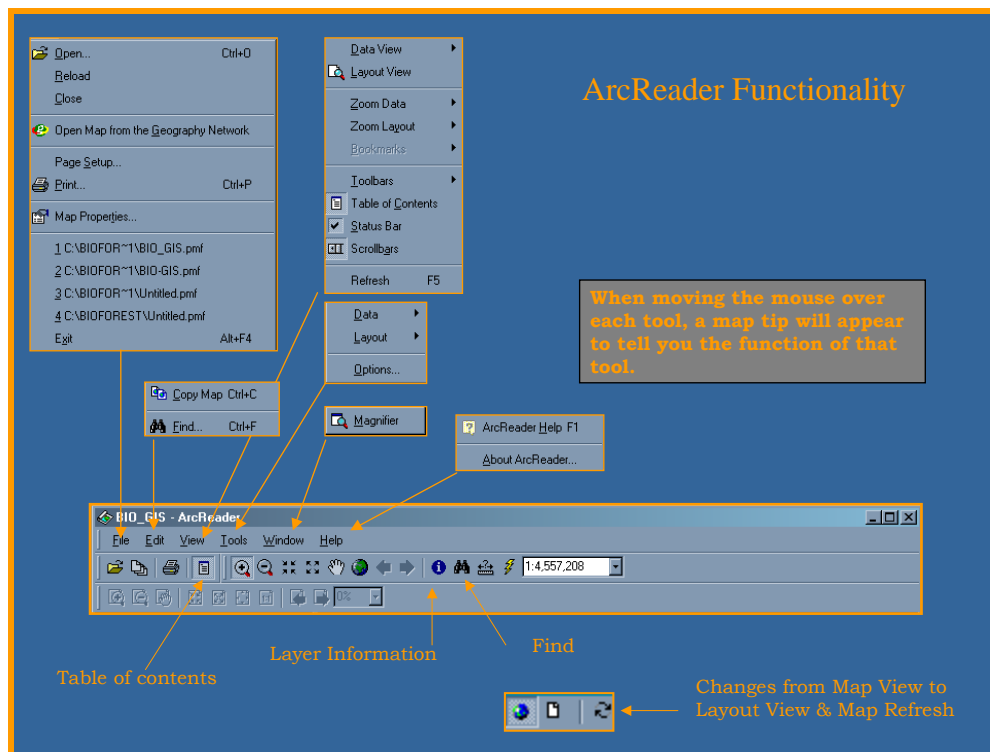 ArcReader Functionality
Open... Ctrl+O
Reload
Close
Open Map from the Geography Network
Page Setup...
Print... Ctrl+P
Map Properties...
1 C:\BIOFOR~1\BIO_GIS.pmf
2 C:\BIOFOR~1\BIO-GIS.pmf
3 C:\BIOFOR~1\Untitled.pmf
4 C:\BIOFOREST\Untitled.pmf
Exit Alt+F4
Data View
Layout View
Zoom Data
Zoom Layout
Bookmarks
Toolbars
Table of Contents
Status Bar
Scrollbars
Refresh F5
Data
Layout
Options...
When moving the mouse over
each tool, a map tip will appear
to tell you the function of that
tool.
Copy Map Ctrl+C
Find... Ctrl+F
Magnifier
ArcReader Help F1
About ArcReader...
BIO_GIS - ArcReader
File Edit View Tools Window Help
1:4,557,208
0%
Table of contents
Layer Information
Find
Changes from Map View to
Layout View & Map Refresh